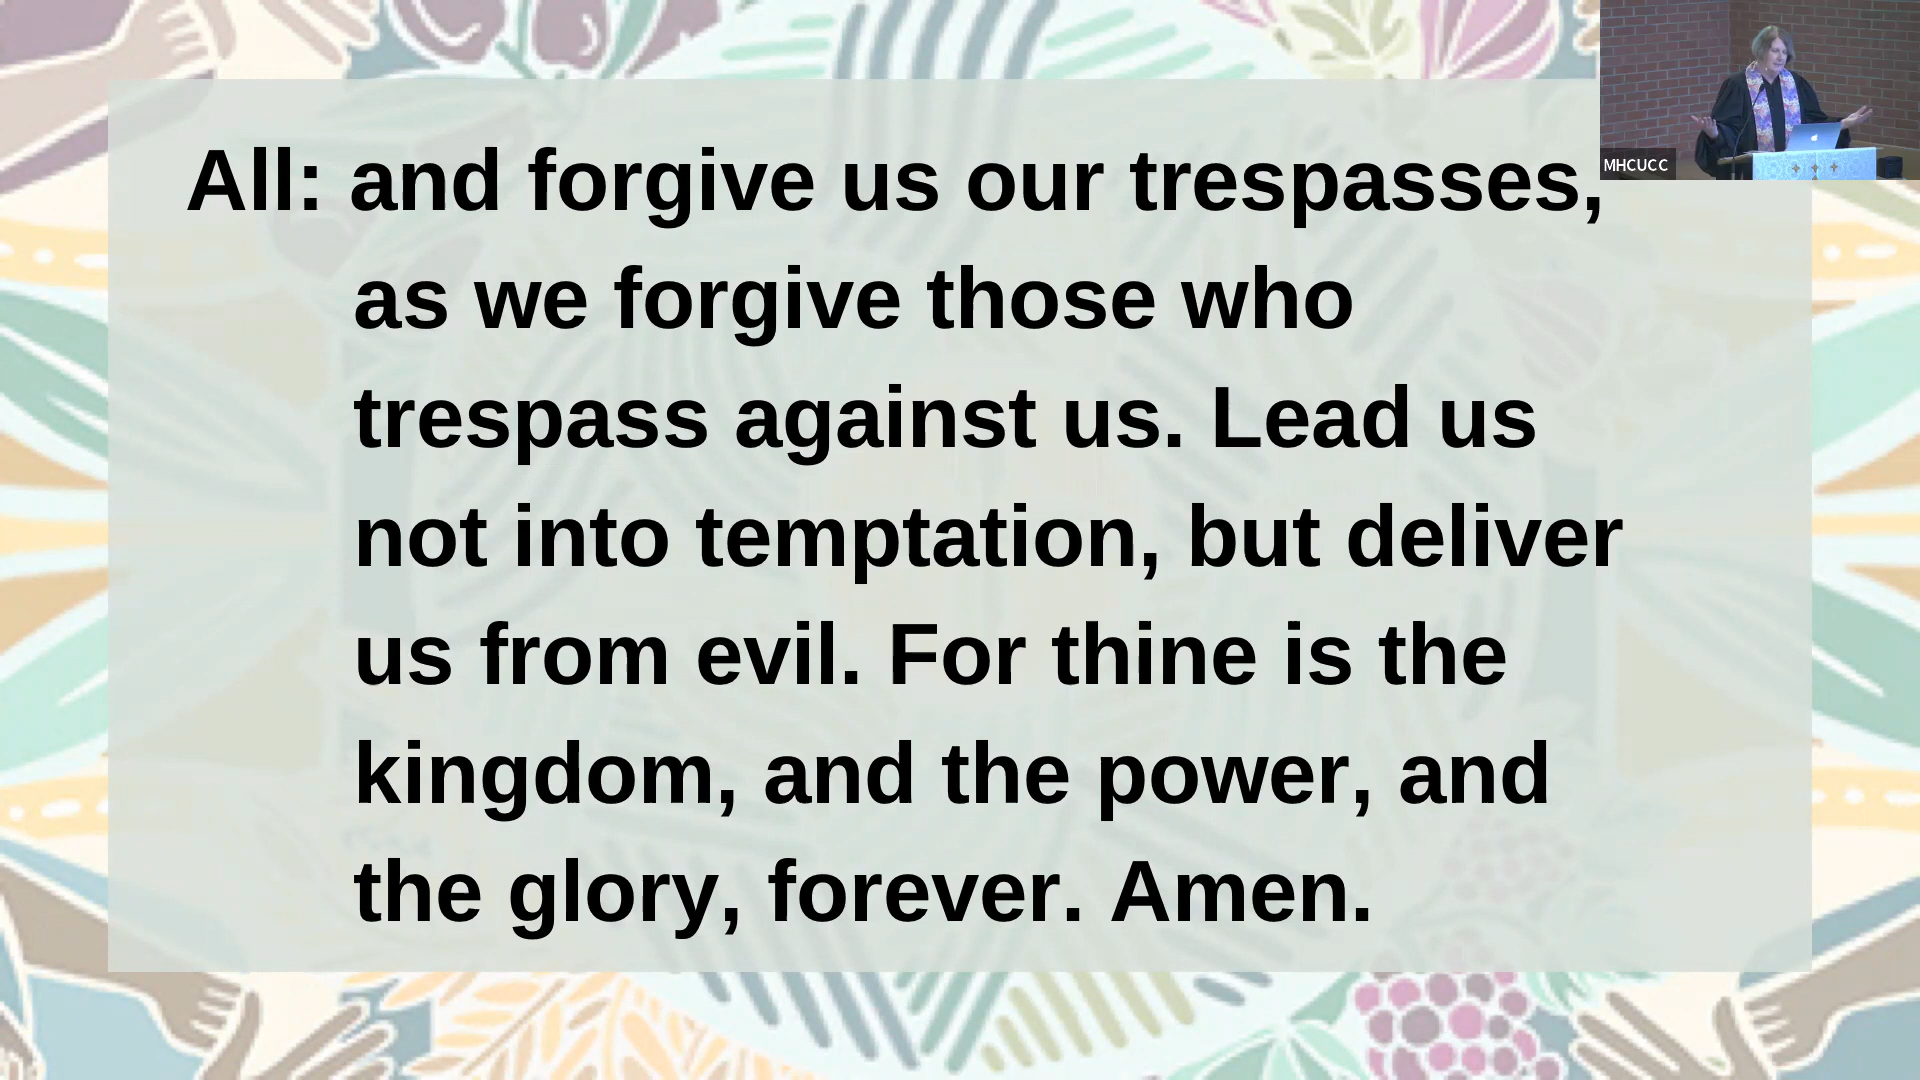 All: and forgive us our trespasses,
as we forgive those who
trespass against us. Lead us
not into temptation, but deliver
us from evil. For thine is the
kingdom, and the power, and
the glory, forever. Amen.
MHCUCC